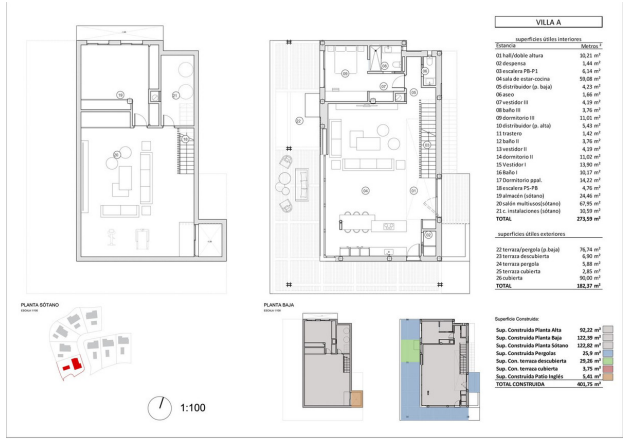 VILLA A
superficies útiles interiores
Estancia Metros ²
01 hall/doble altura 10,21 m²
02 despensa 1,44 m²
03 escalera PB-P1 6,14 m²
04 sala de estar-cocina 59,08 m²
05 distribuidor (p. baja) 4,23 m²
06 aseo 1,66 m²
07 vestidor III 4,19 m²
08 baño III 3,76 m²
09 dormitorio III 11,01 m²
10 distribuidor (p. alta) 5,43 m²
11 trastero 1,42 m²
12 baño II 3,76 m²
13 vestidor II 4,19 m²
14 dormitorio II 11,02 m²
15 Vestidor I 13,90 m²
16 Baño I 10,17 m²
17 Dormitorio ppal. 14,22 m²
18 escalera PS-PB 4,76 m²
19 almacén (sótano) 24,46 m²
20 salón multiusos(sótano) 67,95 m²
21 c. instalaciones (sótano) 10,59 m²
TOTAL 273,59 m²
superficies útiles exteriores
22 terraza/pergola (p.baja) 76,74 m²
23 terraza descubierta 6,90 m²
24 terraza pergola 5,88 m²
25 terraza cubierta 2,85 m²
26 cubierta 90,00 m²
TOTAL 182,37 m²
PLANTA SÓTANO
ESCALA 1:100
PLANTA BAJA
ESCALA 1:100
Superficie Construida:
Sup. Construida Planta Alta 92,22 m²
Sup. Construida Planta Baja 122,39 m²
Sup. Construida Planta Sótano 122,82 m²
Sup. Construida Pergolas 25,9 m²
Sup. Con. terraza descubierta 29,26 m²
Sup. Con. terraza cubierta 3,75 m²
Sup. Construida Patio Inglés 5,41 m²
TOTAL CONSTRUIDA 401,75 m²
1:100